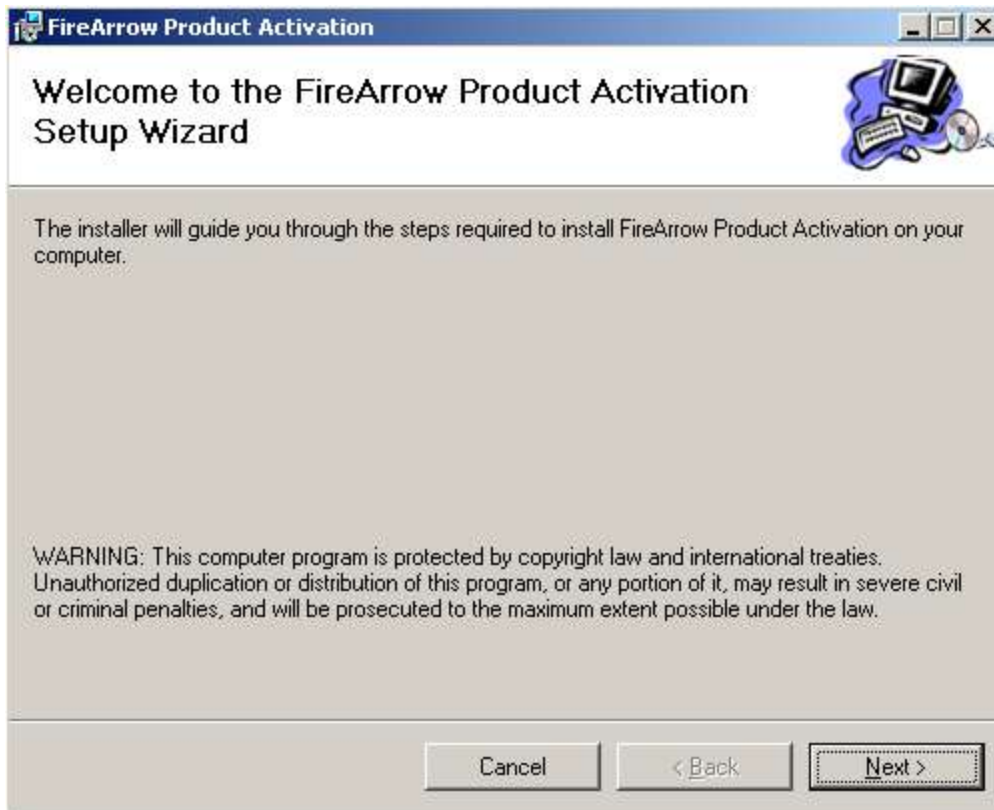 FireArrow Product Activation
Welcome to the FireArrow Product Activation
Setup Wizard
The installer will guide you through the steps required to install FireArrow Product Activation on your
computer.
WARNING: This computer program is protected by copyright law and international treaties.
Unauthorized duplication or distribution of this program, or any portion of it, may result in severe civil
or criminal penalties, and will be prosecuted to the maximum extent possible under the law.
Cancel < Back Next >